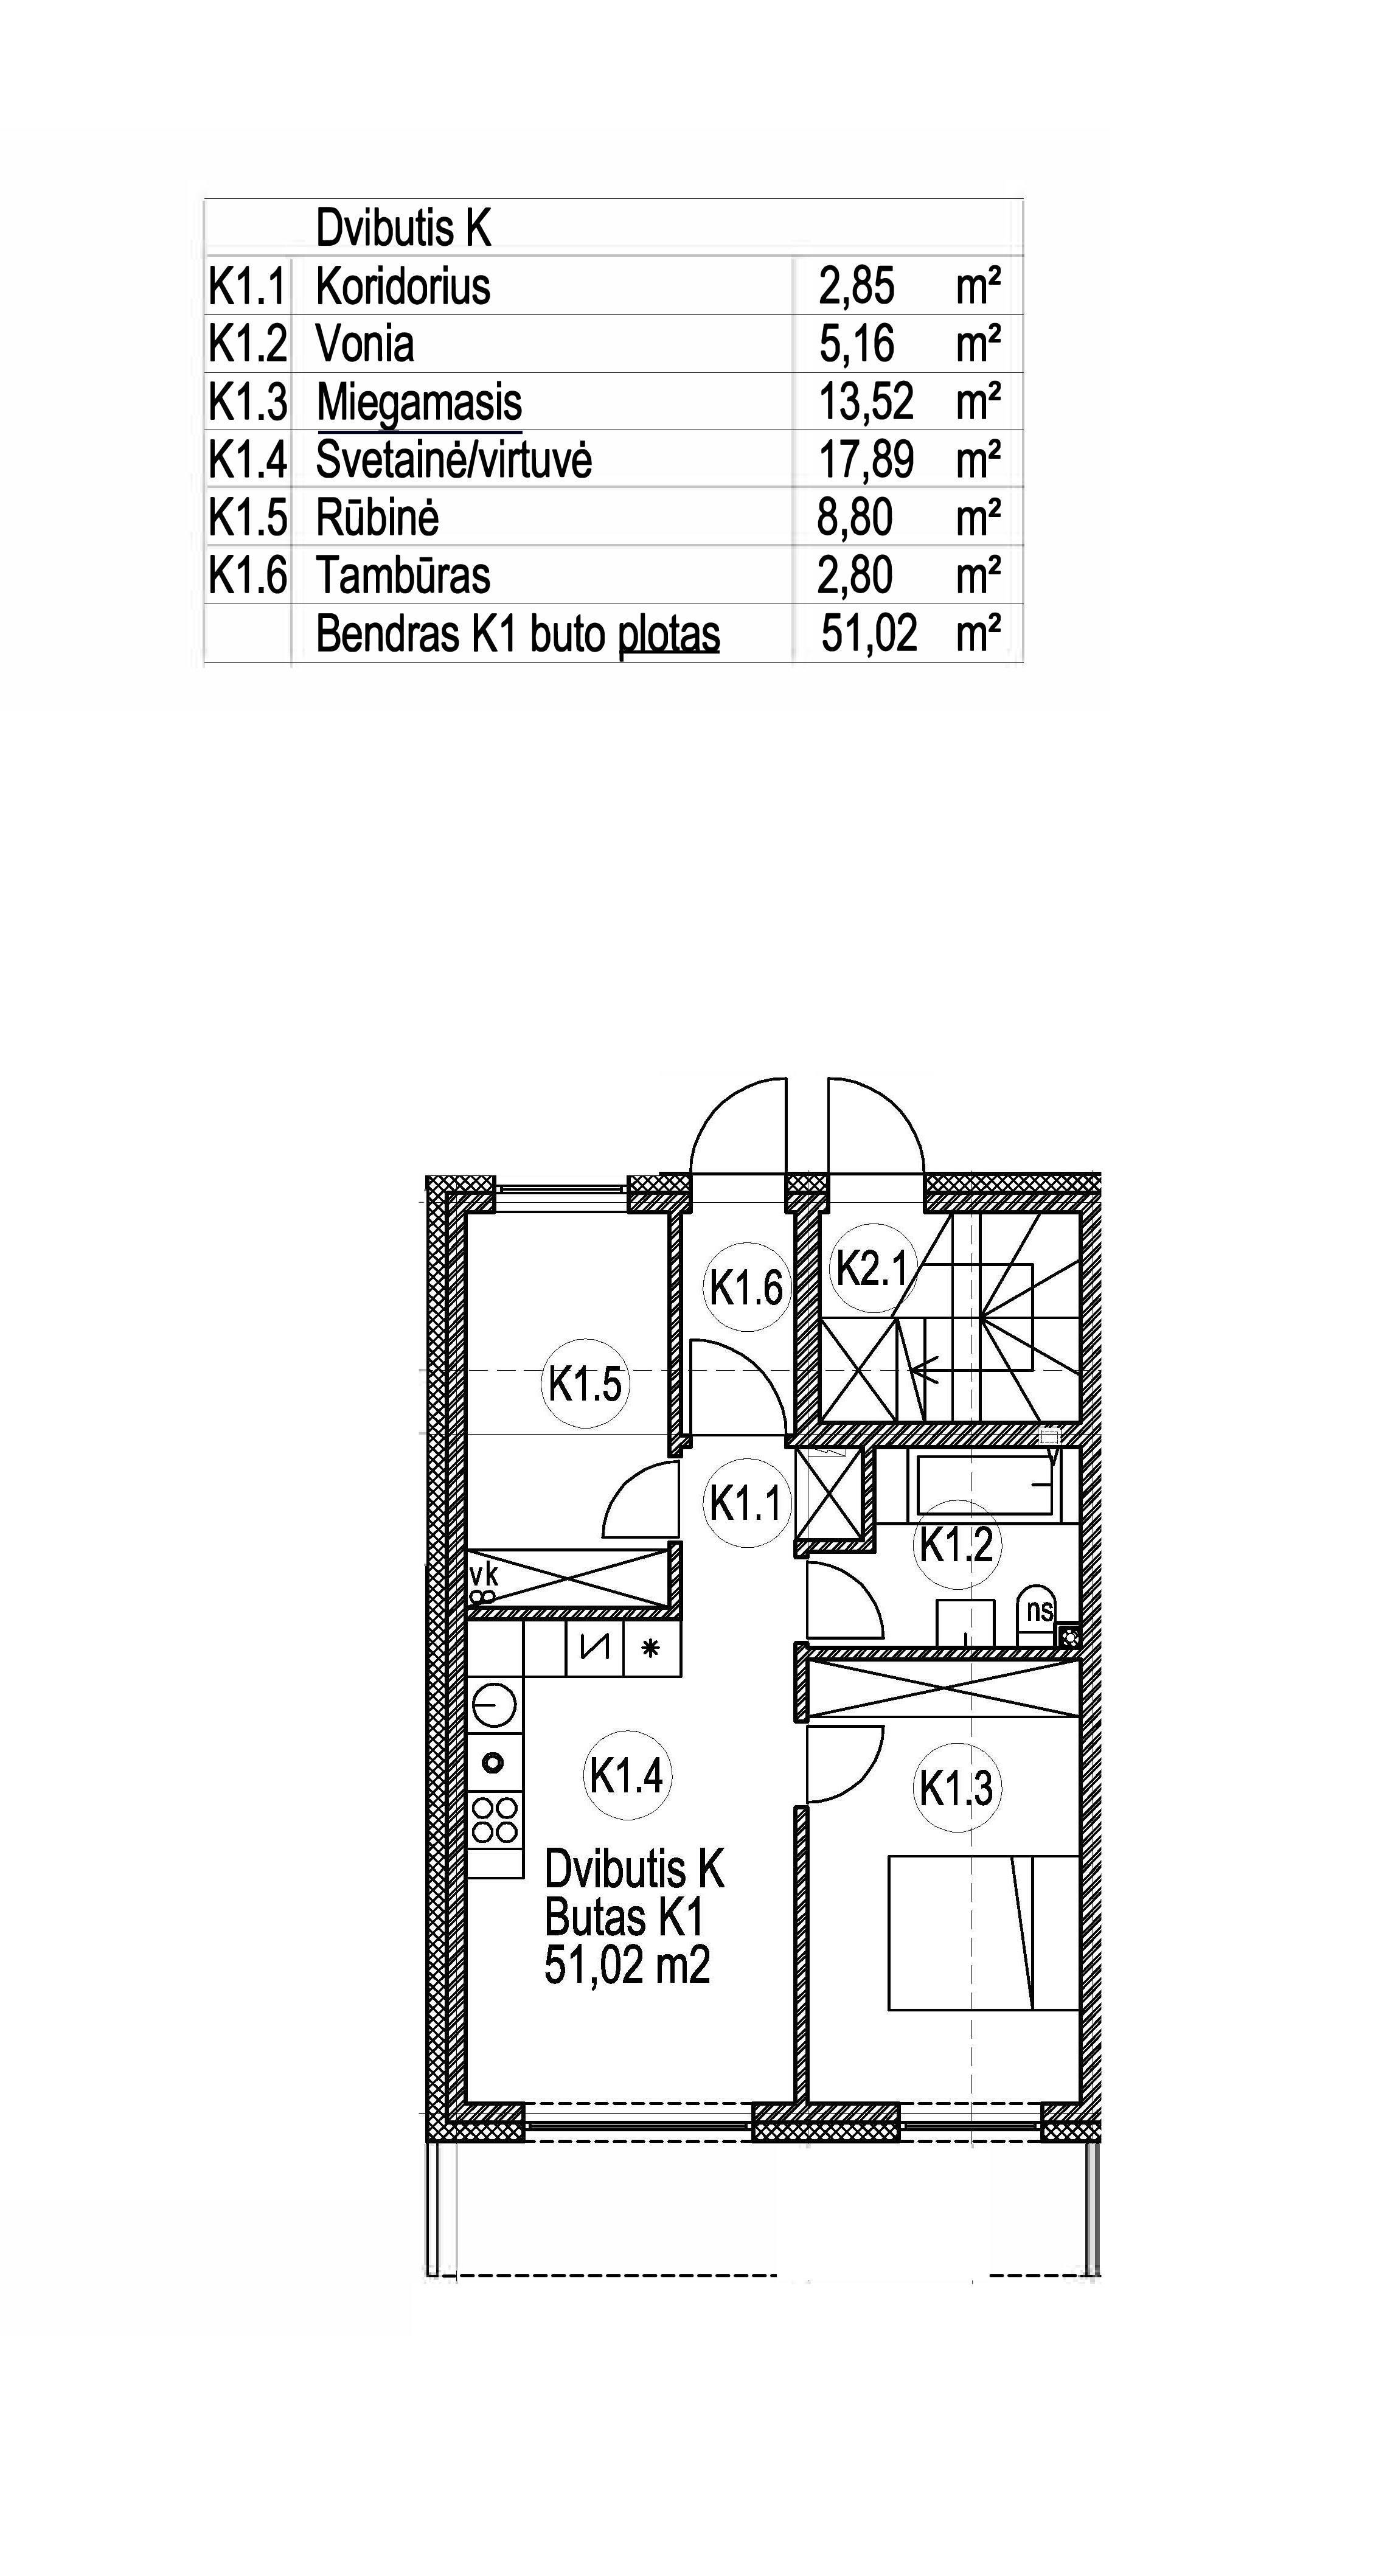 Dvibutis K
K1.1 Koridorius 2,85 m²
K1.2 Vonia 5,16 m²
K1.3 Miegamasis 13,52 m²
K1.4 Svetainė/virtuvė 17,89 m²
K1.5 Rūbinė 8,80 m²
K1.6 Tambūras 2,80 m²
Bendras K1 buto plotas 51,02 m²
K2.1
K1.6
K1.5
K1.1
K1.2
vk
ns
K1.4
K1.3
Dvibutis K
Butas K1
51,02 m2